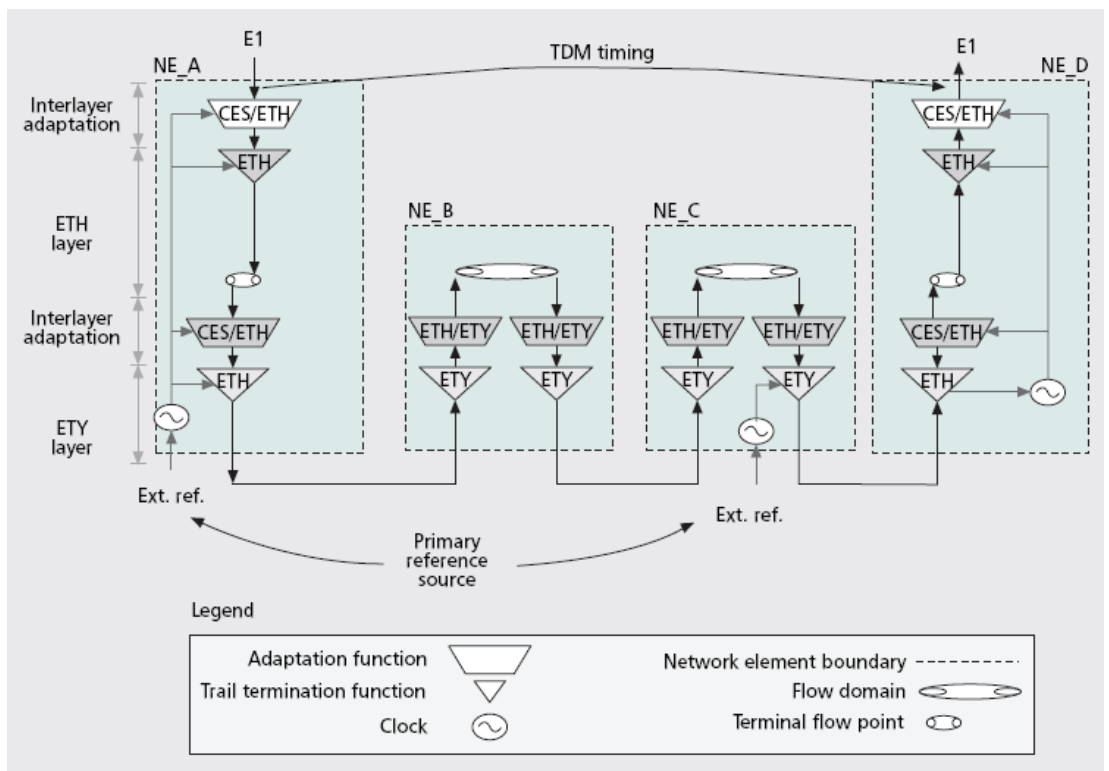 E1
TDM timing
E1
NE_A
NE_D
Interlayer
adaptation
CES/ETH
CES/ETH
ETH
ETH
ETH
layer
NE_B
NE_C
Interlayer
adaptation
CES/ETH
ETH/ETY
ETH/ETY
ETH/ETY
ETH/ETY
CES/ETH
ETH
ETY
ETY
ETY
ETY
ETH
ETY
layer
Ext. ref.
Ext. ref.
Primary
reference
source
Legend
Adaptation function
Network element boundary
Trail termination function
Flow domain
Clock
Terminal flow point